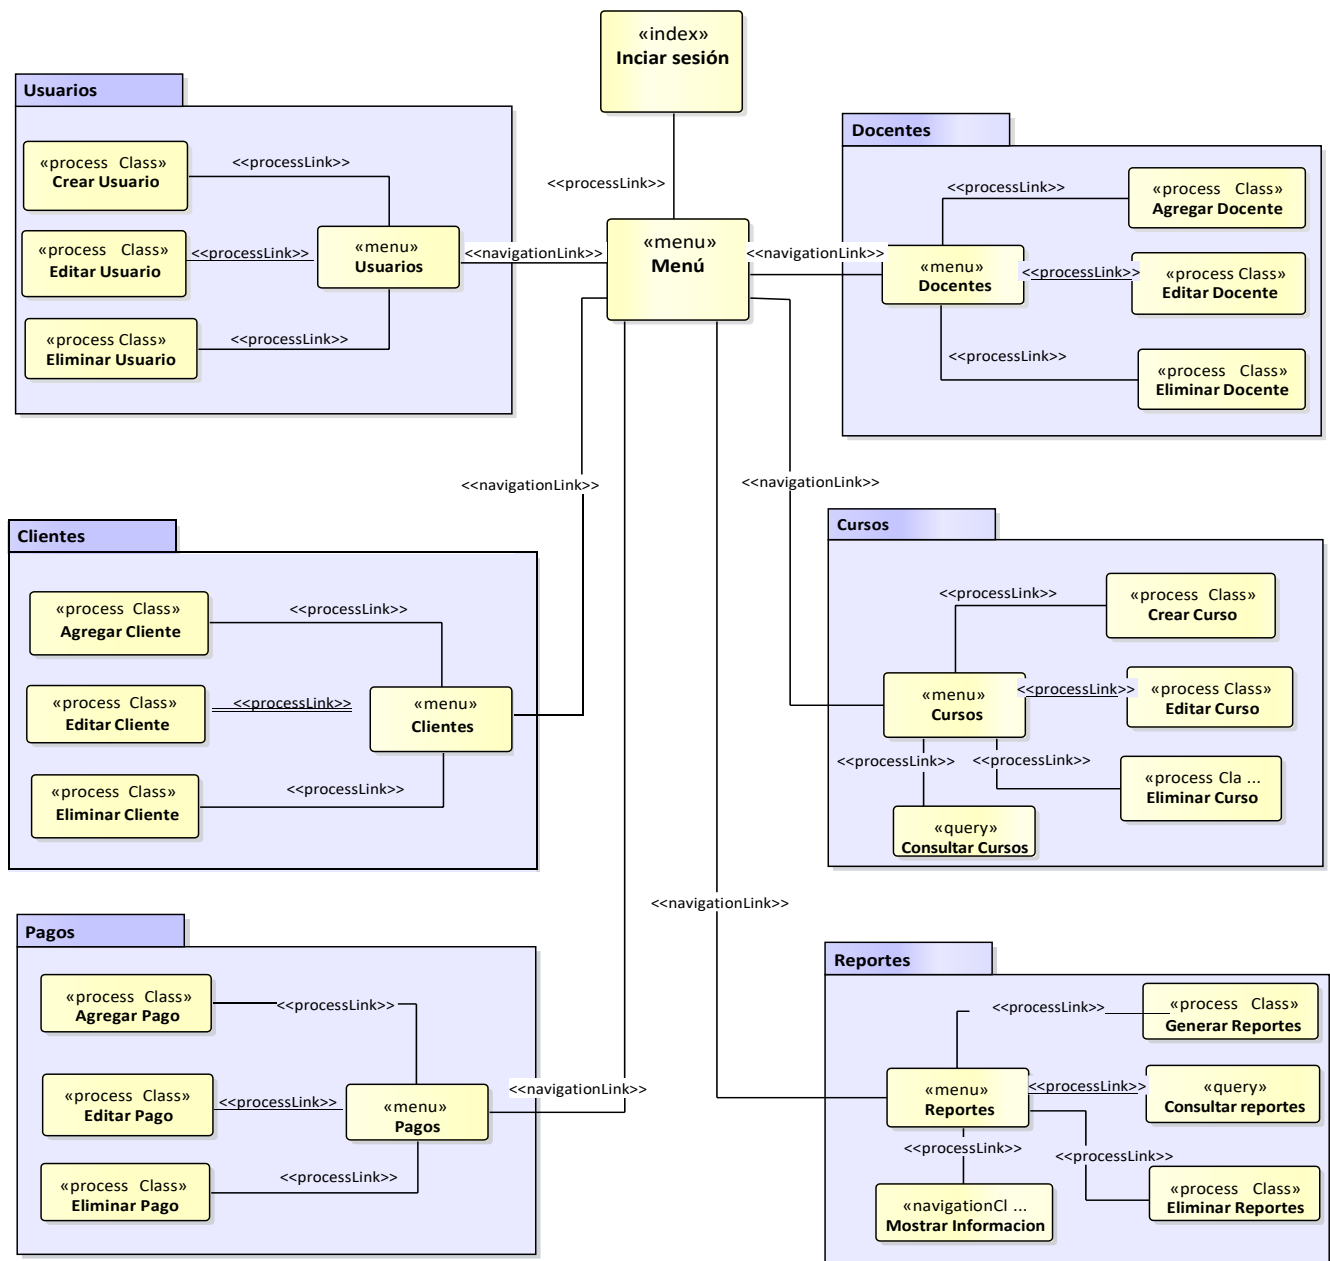 «index»
Inciar sesión
<<processLink>>
«menu»
Menú
Usuarios
«process Class»
Crear Usuario
<<processLink>>
«process Class»
Editar Usuario
<<processLink>>
«menu»
Usuarios
<<navigationLink>>
«process Class»
Eliminar Usuario
<<processLink>>
Docentes
<<processLink>>
«process Class»
Agregar Docente
<<navigationLink>>
«menu»
Docentes
<<processLink>>
«process Class»
Editar Docente
<<processLink>>
«process Class»
Eliminar Docente
<<navigationLink>>
<<navigationLink>>
Clientes
«process Class»
Agregar Cliente
<<processLink>>
«process Class»
Editar Cliente
<<processLink>>
«menu»
Clientes
«process Class»
Eliminar Cliente
<<processLink>>
Cursos
<<processLink>>
«process Class»
Crear Curso
«menu»
Cursos
<<processLink>>
«process Class»
Editar Curso
<<processLink>>
<<processLink>>
«process Cla ...
Eliminar Curso
«query»
Consultar Cursos
<<navigationLink>>
Pagos
«process Class»
Agregar Pago
<<processLink>>
«process Class»
Editar Pago
<<processLink>>
«menu»
Pagos
<<navigationLink>>
«process Class»
Eliminar Pago
<<processLink>>
Reportes
<<processLink>>
«process Class»
Generar Reportes
«menu»
Reportes
<<processLink>>
«query»
Consultar reportes
<<processLink>>
<<processLink>>
«process Class»
Eliminar Reportes
«navigationCl ...
Mostrar Informacion